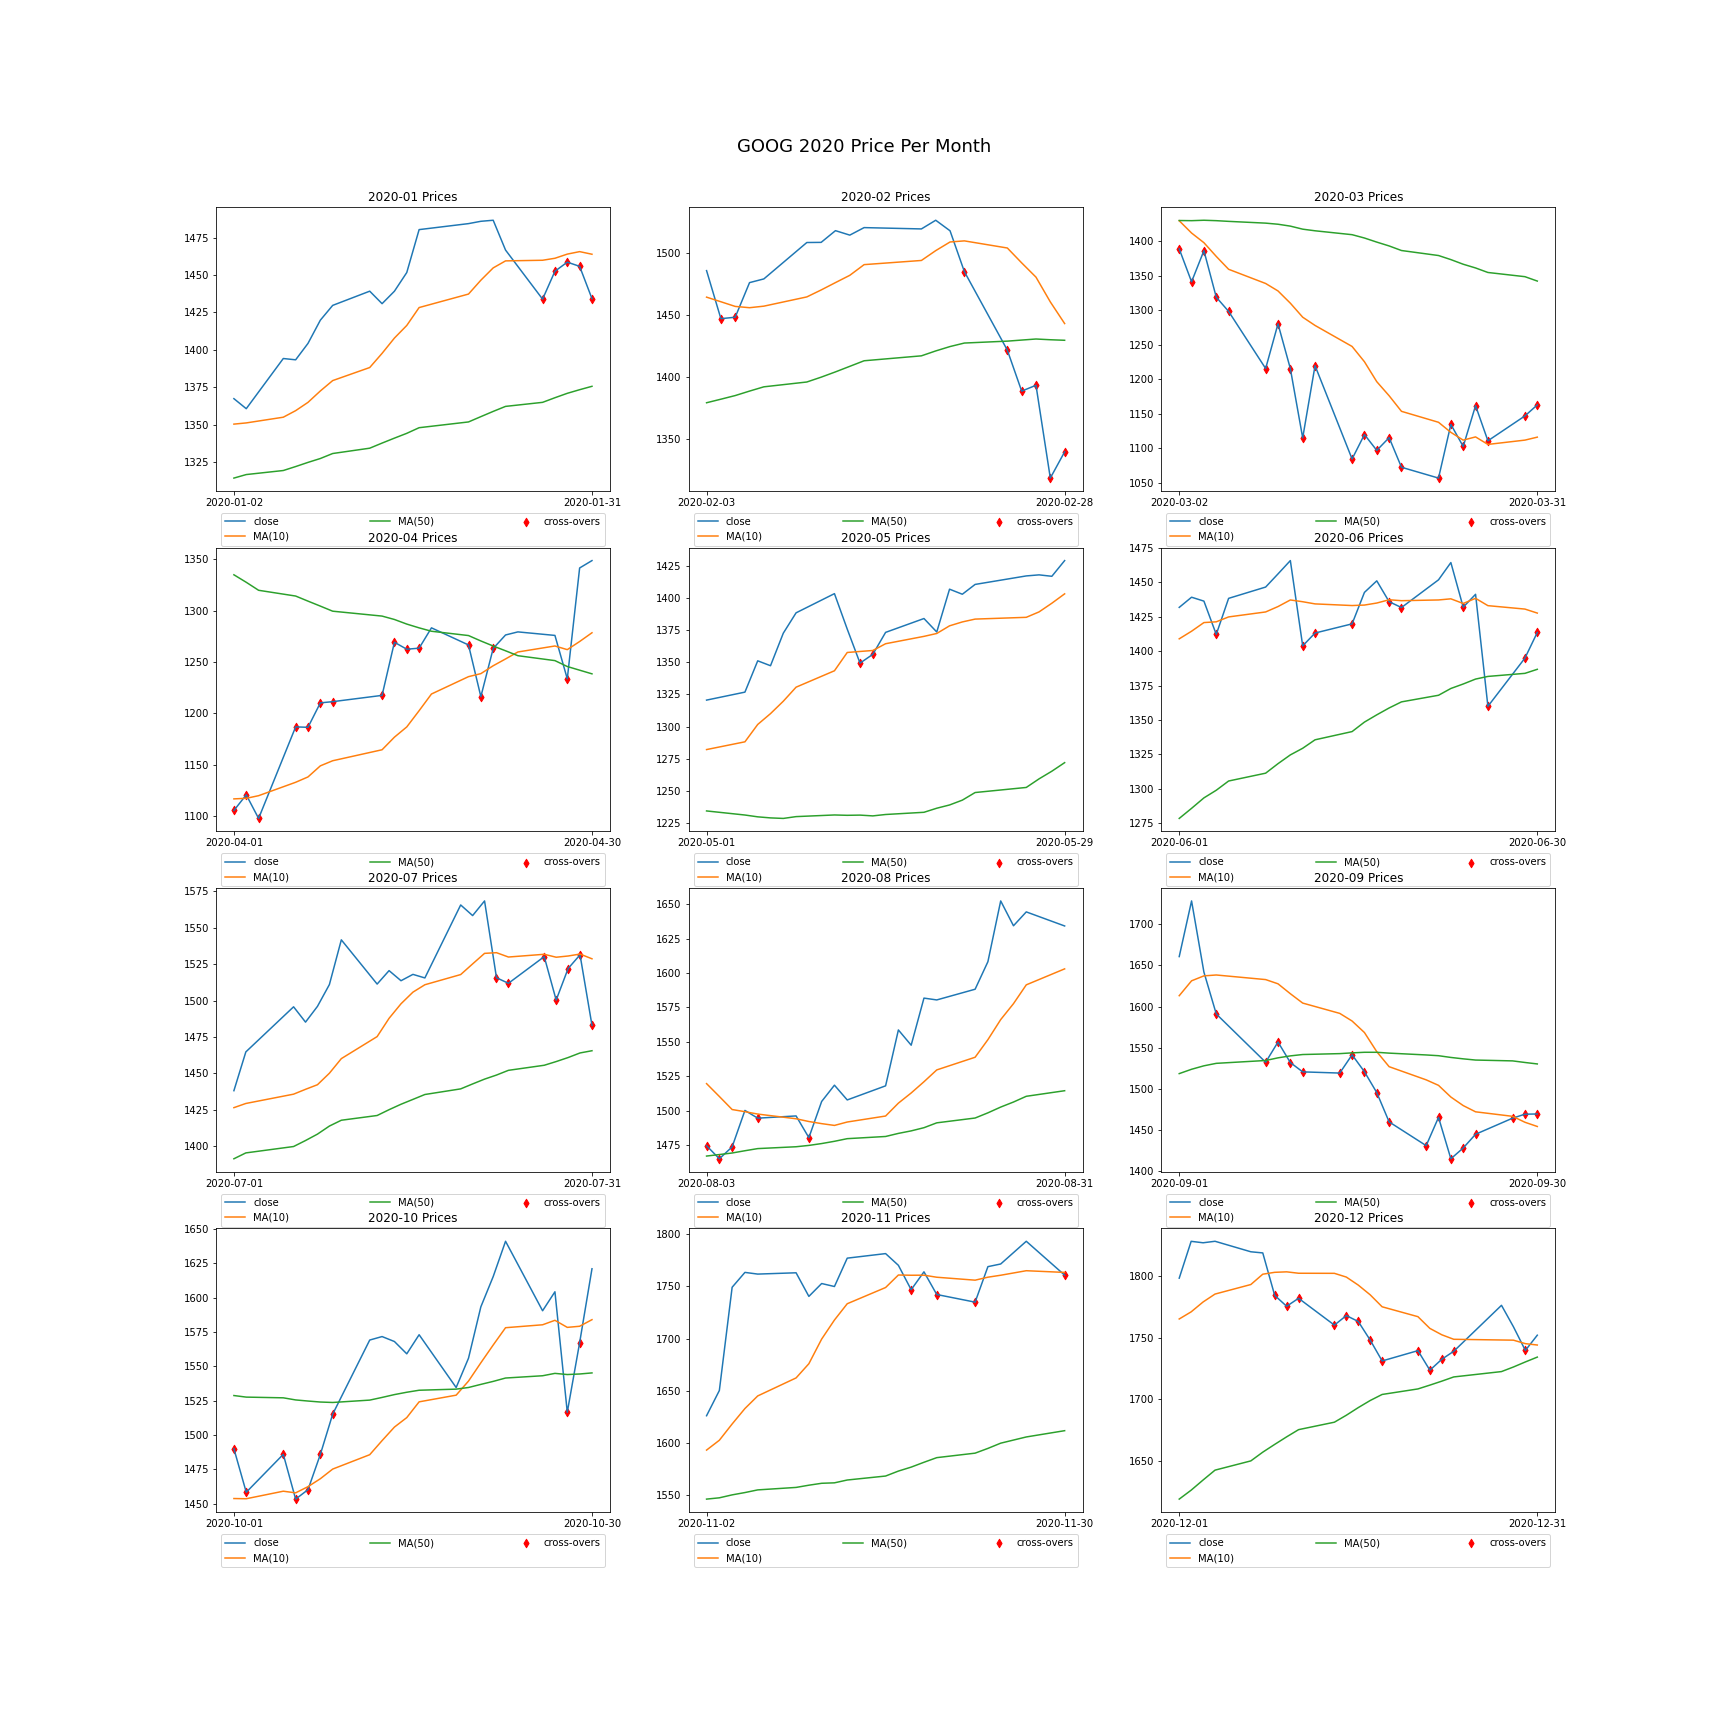 GOOG 2020 Price Per Month
2020-01 Prices
1475
1450
1425
1400
1375
1350
1325
2020-01-02 2020-01-31
close MA(50) cross-overs
MA(10)
2020-02 Prices
1500
1450
1400
1350
2020-02-03 2020-02-28
close MA(50) cross-overs
MA(10)
2020-03 Prices
1400
1350
1300
1250
1200
1150
1100
1050
2020-03-02 2020-03-31
close MA(50) cross-overs
MA(10)
2020-04 Prices
1350
1300
1250
1200
1150
1100
2020-04-01 2020-04-30
close MA(50) cross-overs
MA(10)
2020-05 Prices
1425
1400
1375
1350
1325
1300
1275
1250
1225
2020-05-01 2020-05-29
close MA(50) cross-overs
MA(10)
2020-06 Prices
1475
1450
1425
1400
1375
1350
1325
1300
1275
2020-06-01 2020-06-30
close MA(50) cross-overs
MA(10)
2020-07 Prices
1575
1550
1525
1500
1475
1450
1425
1400
2020-07-01 2020-07-31
close MA(50) cross-overs
MA(10)
2020-08 Prices
1650
1625
1600
1575
1550
1525
1500
1475
2020-08-03 2020-08-31
close MA(50) cross-overs
MA(10)
2020-09 Prices
1700
1650
1600
1550
1500
1450
1400
2020-09-01 2020-09-30
close MA(50) cross-overs
MA(10)
2020-10 Prices
1650
1625
1600
1575
1550
1525
1500
1475
1450
2020-10-01 2020-10-30
close MA(50) cross-overs
MA(10)
2020-11 Prices
1800
1750
1700
1650
1600
1550
2020-11-02 2020-11-30
close MA(50) cross-overs
MA(10)
2020-12 Prices
1800
1750
1700
1650
2020-12-01 2020-12-31
close MA(50) cross-overs
MA(10)